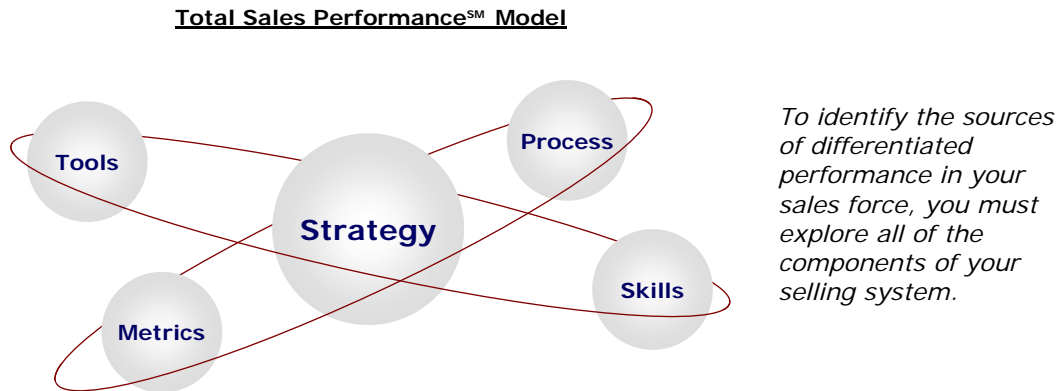 Total Sales Performance℠ Model
Tools
Process
Strategy
Skills
Metrics
To identify the sources
of differentiated
performance in your
sales force, you must
explore all of the
components of your
selling system.